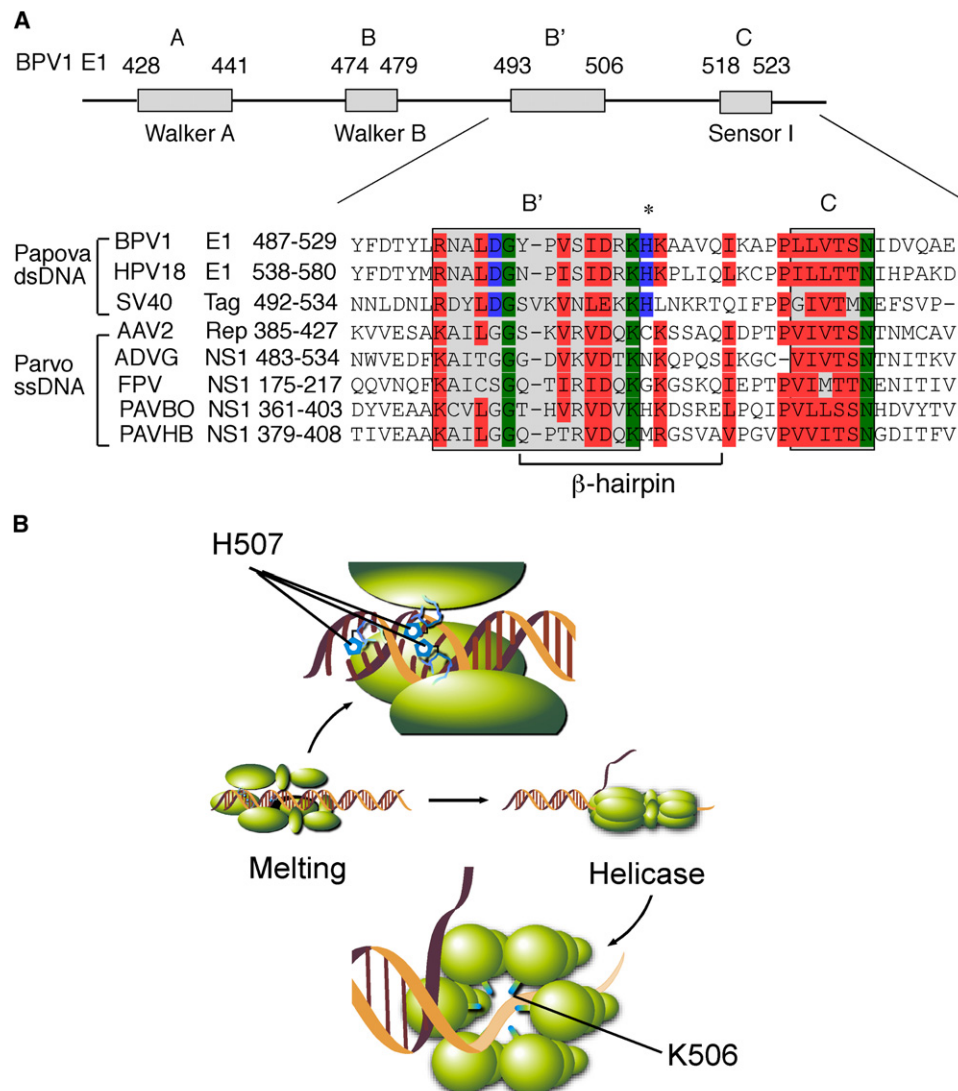 A
A B B' C
BPV1 E1 428 441 474 479 493 506 518 523
Walker A Walker B Sensor I
B' * C
Papova
dsDNA
BPV1 E1 487-529 YFDTYLRNALDGY-PVSIDRKHKAAVQIKAPPLLVTSNIDVQAE
HPV18 E1 538-580 YFDTYMRNALDGN-PISIDRKHKPLIQLKCPPILLTTNIHPAKD
SV40 Tag 492-534 NNLDNLRDYLDGSVKVNLEKKHLNKRTQIFPPGIVTMNEFSVP-
Parvo
ssDNA
AAV2 Rep 385-427 KVVESAKAILGGS-KVRVDQKCKSSAQIDPTPVIVTSNTNMCAV
ADVG NS1 483-534 NWVEDFKAITGGG-DVKVDTKNKQPQSIKGC-VIVTSNTNITKV
FPV NS1 175-217 QQVNQFKAICSGQ-TIRIDQKGKGSKQIEPTPVIMTTNENITIV
PAVBO NS1 361-403 DYVEAAKCVLGGT-HVRVDVKHKDSRELPQIPVLLSSNHDVYTV
PAVHB NS1 379-408 TIVEAAKAILGGQ-PTRVDQKMRGSVAVPGVPVVITSNGDITFV
β-hairpin
B
H507
Melting Helicase
K506